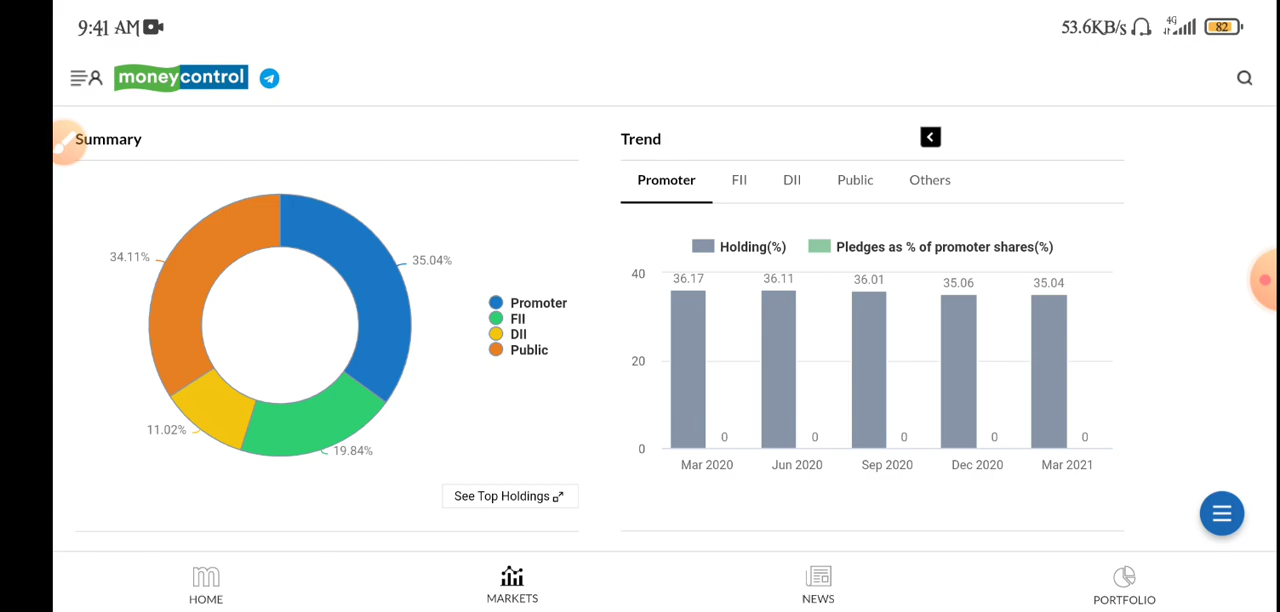 9:41 AM
53.6KB/s 4G 82
moneycontrol
Summary
34.11%
35.04%
11.02%
19.84%
Promoter
FII
DII
Public
See Top Holdings
Trend
Promoter FII DII Public Others
Holding(%) Pledges as % of promoter shares(%)
40
36.17 36.11 36.01 35.06 35.04
20
0
0 0 0 0 0
Mar 2020 Jun 2020 Sep 2020 Dec 2020 Mar 2021
HOME MARKETS NEWS PORTFOLIO